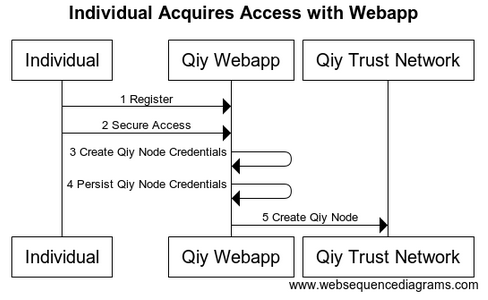 Individual Acquires Access with Webapp
Individual Qiy Webapp Qiy Trust Network
1 Register
2 Secure Access
3 Create Qiy Node Credentials
4 Persist Qiy Node Credentials
5 Create Qiy Node
Individual Qiy Webapp Qiy Trust Network
www.websequencediagrams.com